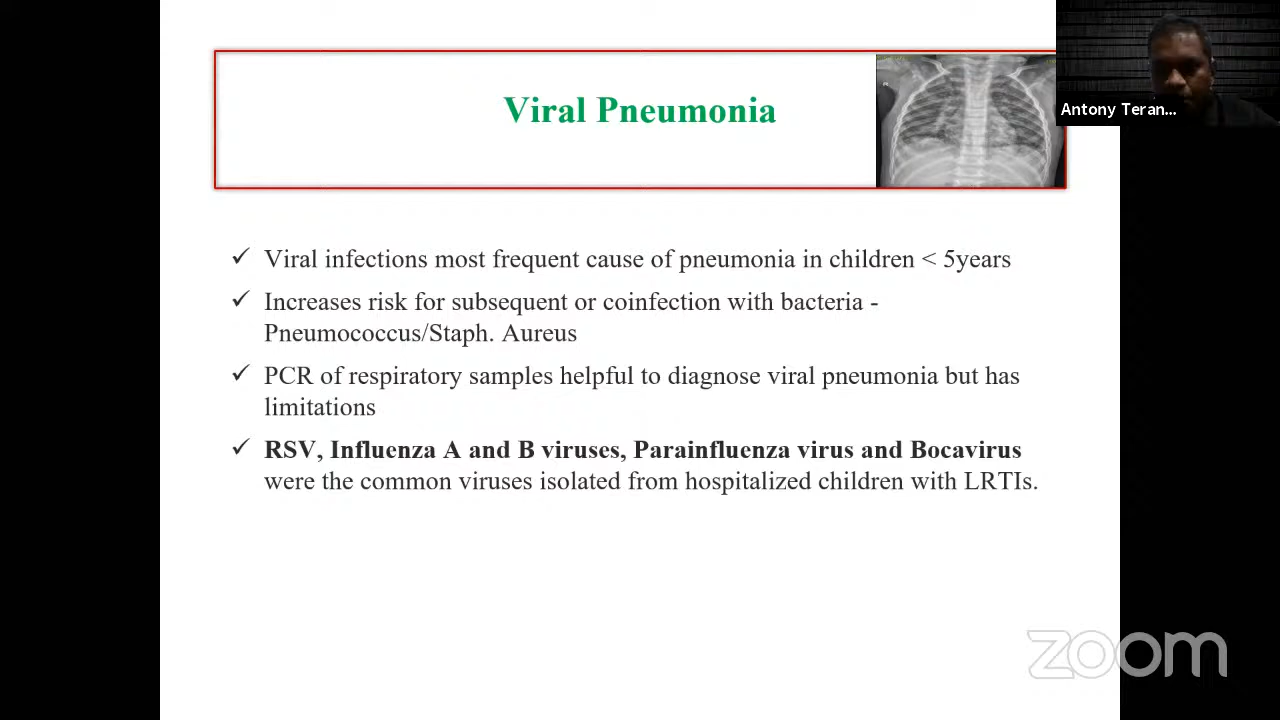 Viral Pneumonia
Antony Teran...
✓ Viral infections most frequent cause of pneumonia in children < 5years
✓ Increases risk for subsequent or coinfection with bacteria -
Pneumococcus/Staph. Aureus
✓ PCR of respiratory samples helpful to diagnose viral pneumonia but has
limitations
✓ RSV, Influenza A and B viruses, Parainfluenza virus and Bocavirus
were the common viruses isolated from hospitalized children with LRTIs.
zoom